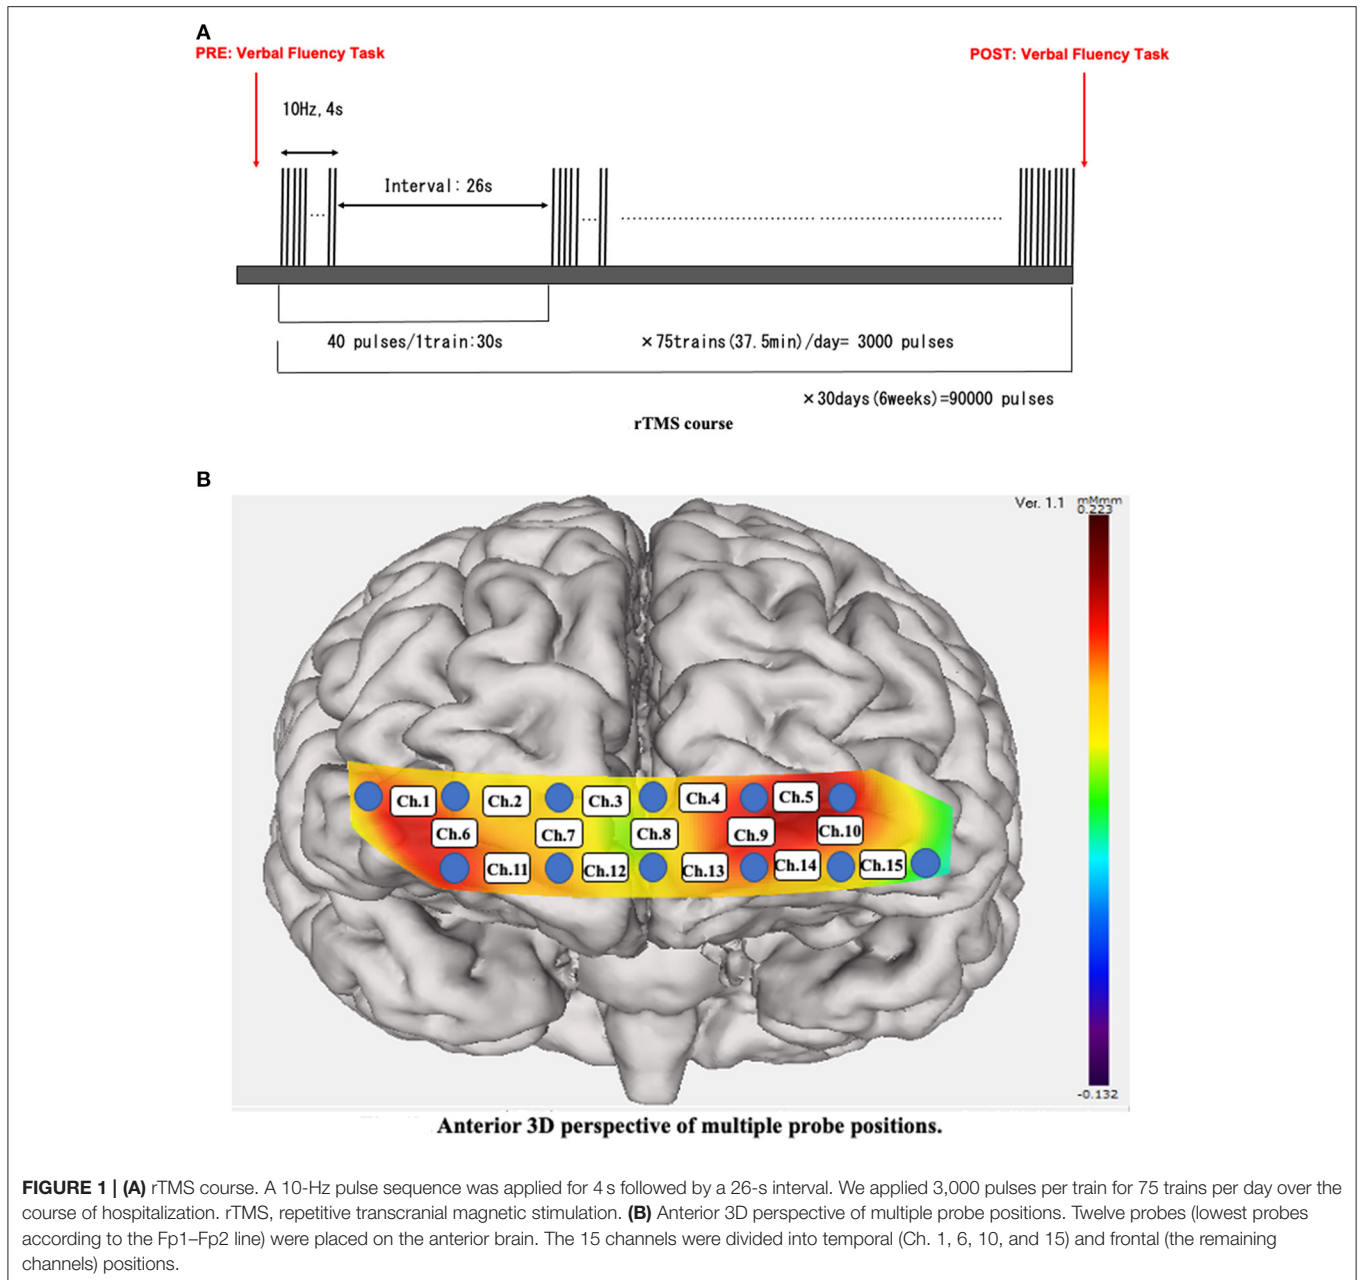 A
PRE: Verbal Fluency Task
POST: Verbal Fluency Task
10Hz, 4s
Interval: 26s
40 pulses/1train:30s
×75trains(37.5min)/day= 3000 pulses
×30days(6weeks)=90000 pulses
rTMS course
B
Ver. 1.1
mMmm
0.223
Ch.1
Ch.2
Ch.3
Ch.4
Ch.5
Ch.6
Ch.7
Ch.8
Ch.9
Ch.10
Ch.11
Ch.12
Ch.13
Ch.14
Ch.15
-0.132
Anterior 3D perspective of multiple probe positions.
FIGURE 1 | (A) rTMS course. A 10-Hz pulse sequence was applied for 4 s followed by a 26-s interval. We applied 3,000 pulses per train for 75 trains per day over the
course of hospitalization. rTMS, repetitive transcranial magnetic stimulation. (B) Anterior 3D perspective of multiple probe positions. Twelve probes (lowest probes
according to the Fp1–Fp2 line) were placed on the anterior brain. The 15 channels were divided into temporal (Ch. 1, 6, 10, and 15) and frontal (the remaining
channels) positions.